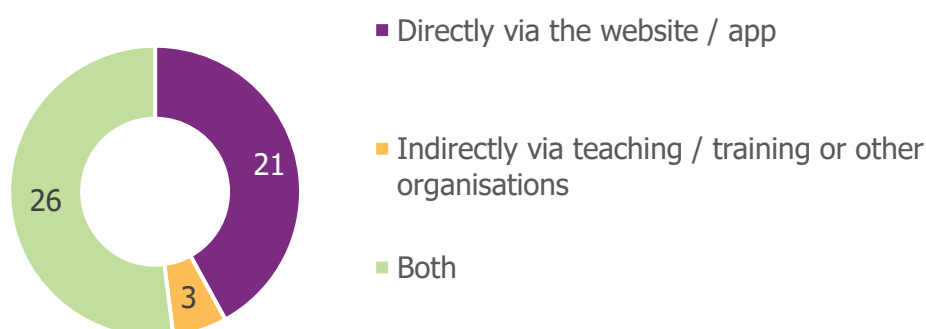 Directly via the website / app
21
Indirectly via teaching / training or other
organisations
26
3
Both